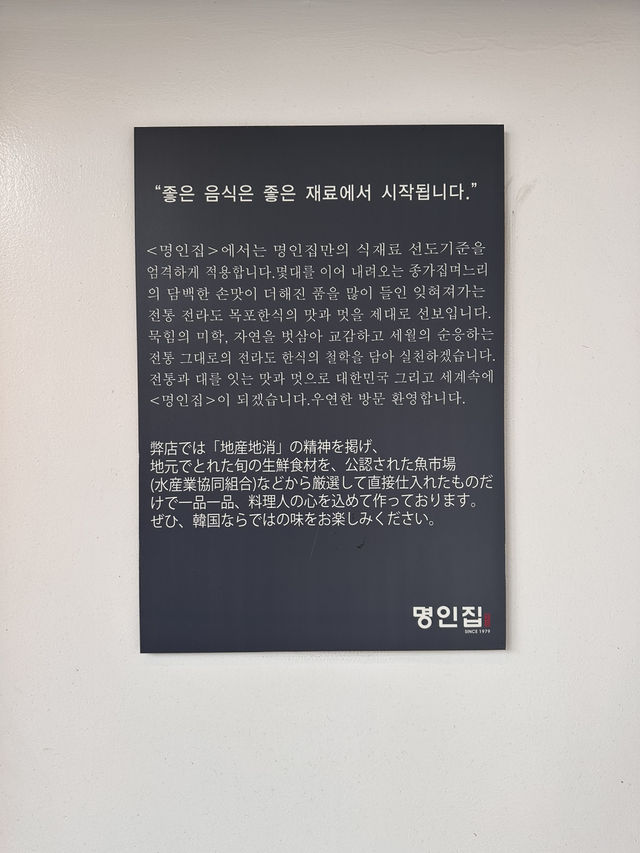 “좋은 음식은 좋은 재료에서 시작됩니다.”
<명인집>에서는 명인집만의 식재료 선도기준을
엄격하게 적용합니다.몇대를 이어 내려오는 종가집며느리
의 담백한 손맛이 더해진 품을 많이 들인 잊혀져가는
전통 전라도 목포한식의 맛과 멋을 제대로 선보입니다.
묵힘의 미학, 자연을 벗삼아 교감하고 세월의 순응하는
전통 그대로의 전라도 한식의 철학을 담아 실천하겠습니다.
전통과 대를 잇는 맛과 멋으로 대한민국 그리고 세계속에
<명인집>이 되겠습니다.우연한 방문 환영합니다.
弊店では「地産地消」の精神を掲げ、
地元でとれた旬の生鮮食材を、公認された魚市場
(水産業協同組合)などから厳選して直接仕入れたものだ
けで一品一品、料理人の心を込めて作っております。
ぜひ、韓国ならではの味をお楽しみください。
명인집
SINCE 1979